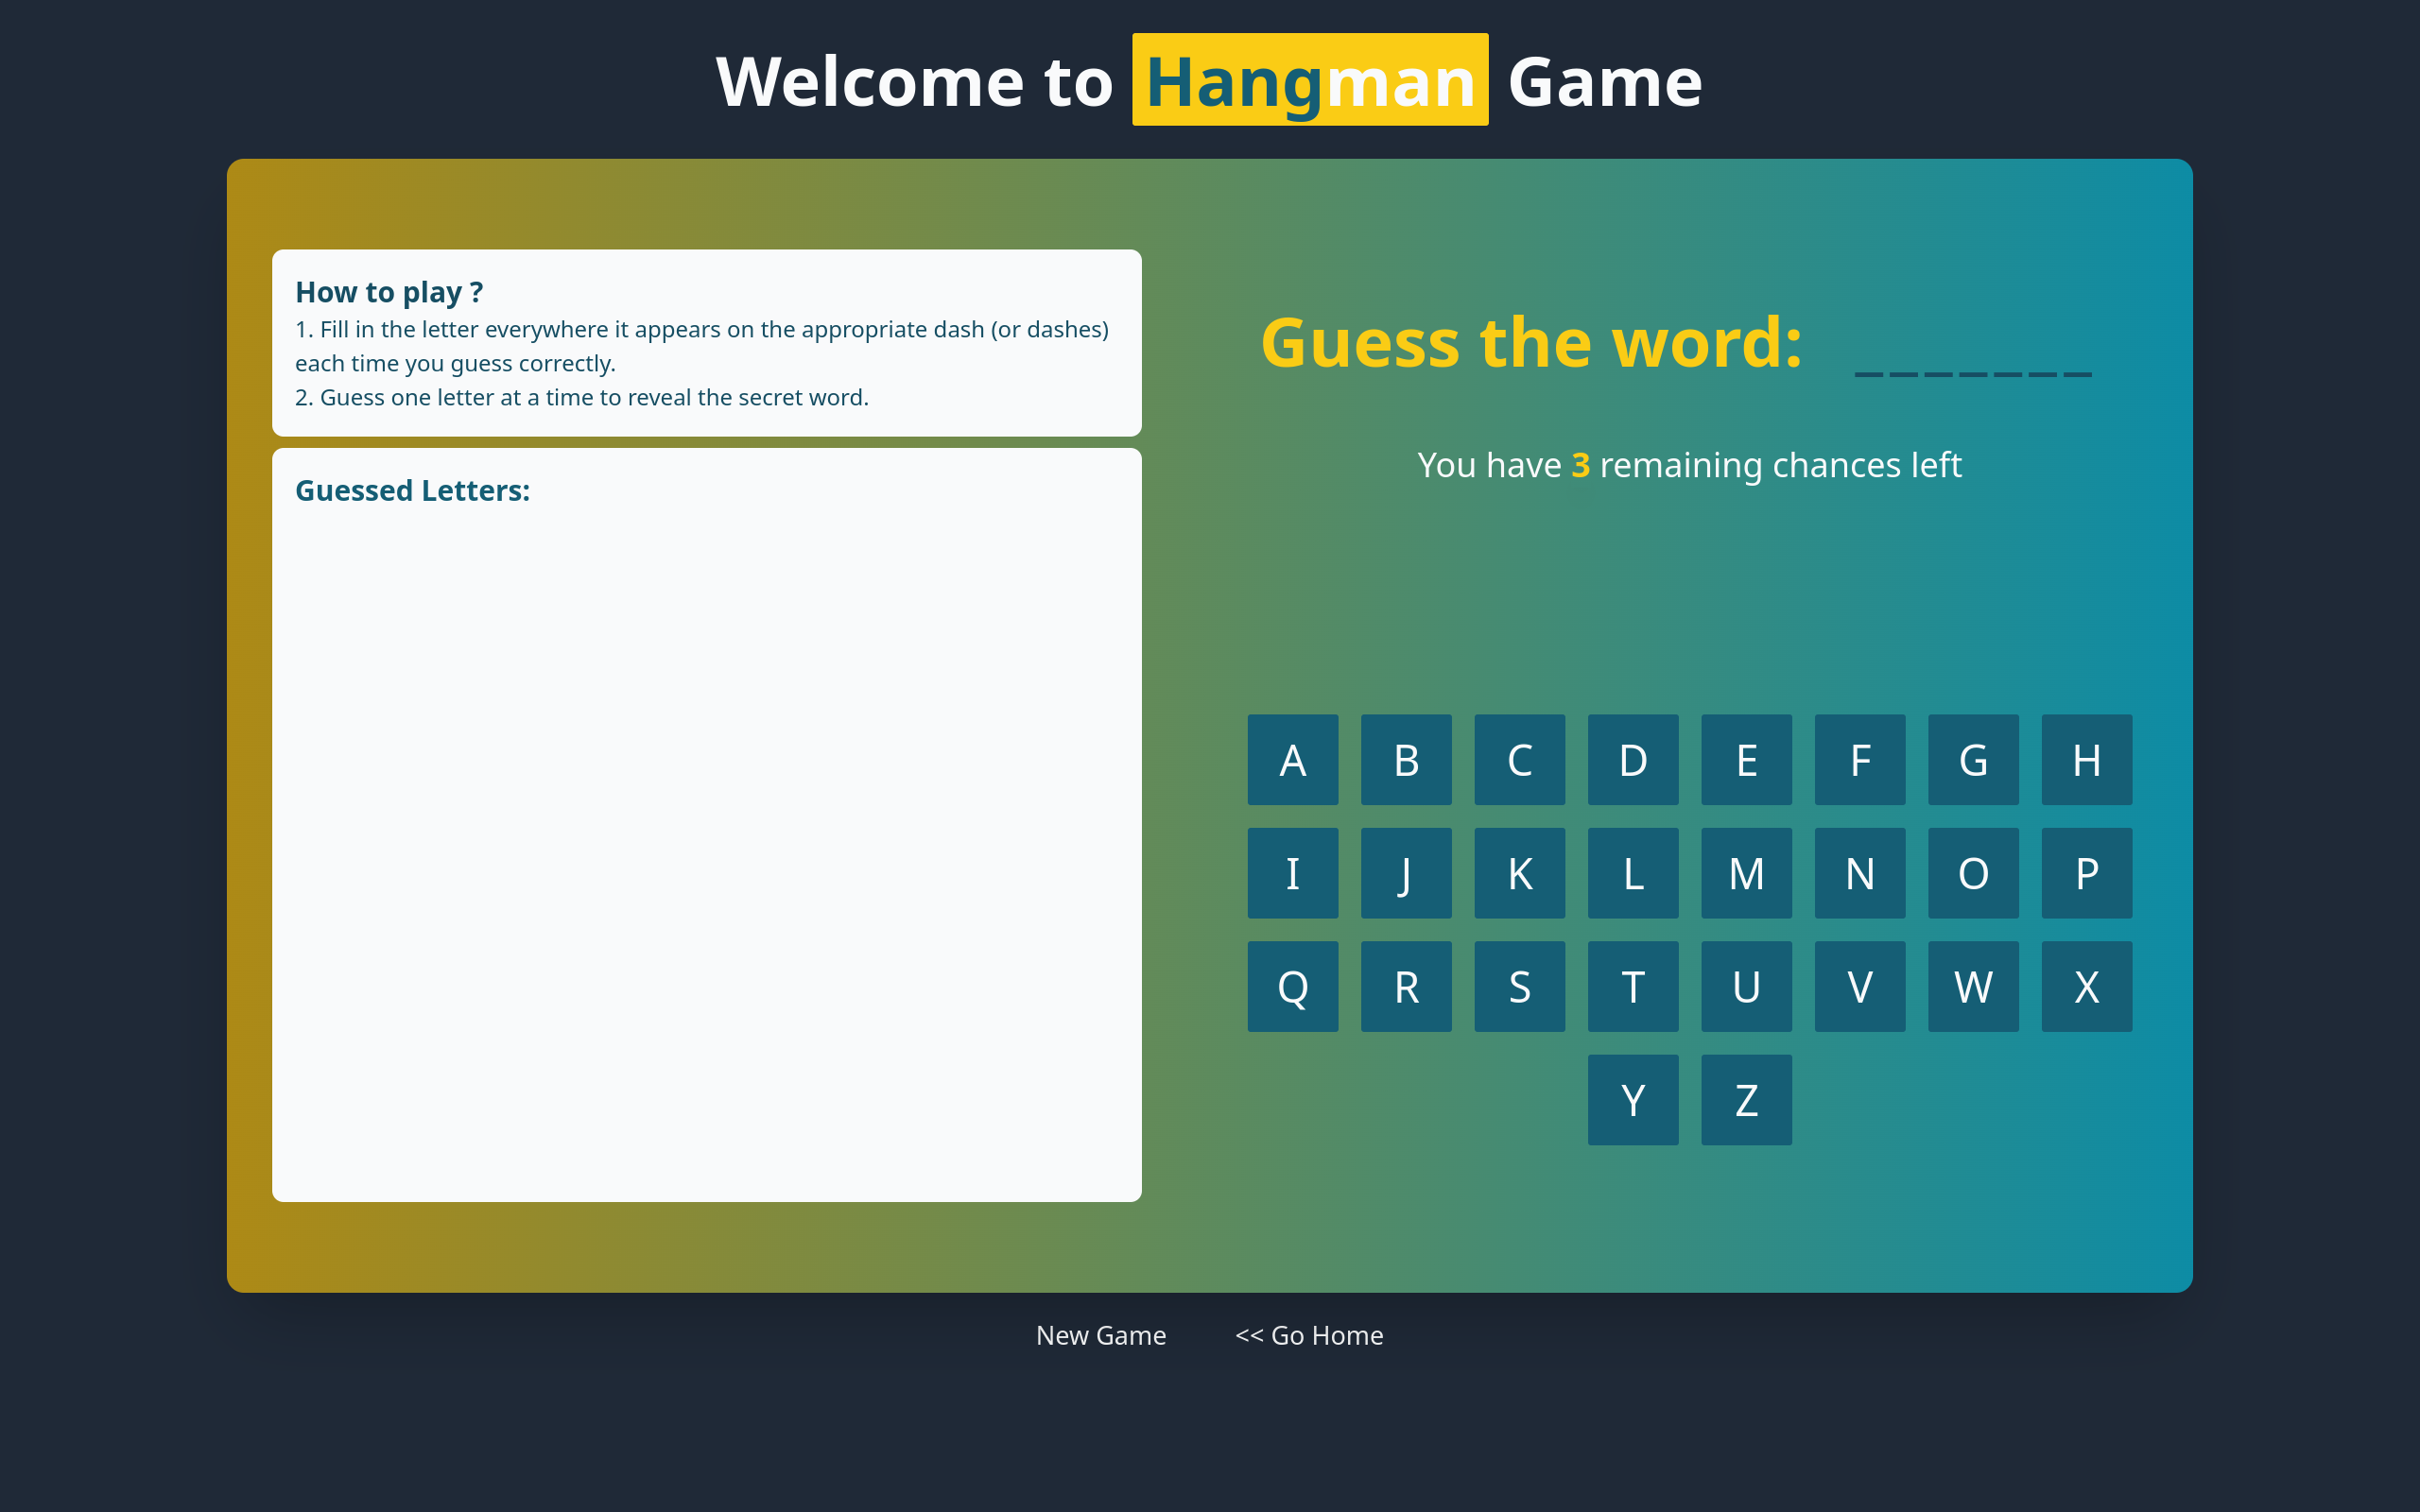 Welcome to Hangman Game
How to play ?
1. Fill in the letter everywhere it appears on the appropriate dash (or dashes)
each time you guess correctly.
2. Guess one letter at a time to reveal the secret word.
Guessed Letters:
Guess the word: _ _ _ _ _ _ _
You have 3 remaining chances left
A B C D E F G H
I J K L M N O P
Q R S T U V W X
Y Z
New Game << Go Home